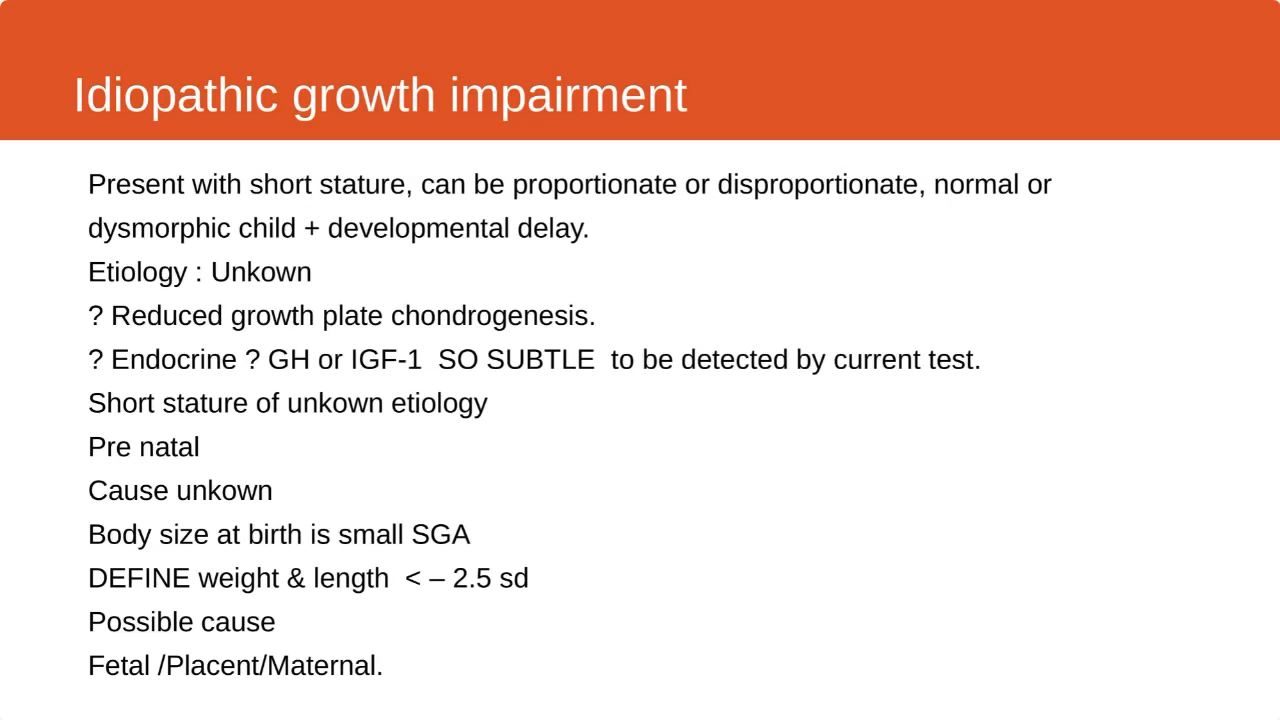 Idiopathic growth impairment
Present with short stature, can be proportionate or disproportionate, normal or
dysmorphic child + developmental delay.
Etiology : Unkown
? Reduced growth plate chondrogenesis.
? Endocrine ? GH or IGF-1  SO SUBTLE  to be detected by current test.
Short stature of unkown etiology
Pre natal
Cause unkown
Body size at birth is small SGA
DEFINE weight & length  < – 2.5 sd
Possible cause
Fetal /Placent/Maternal.